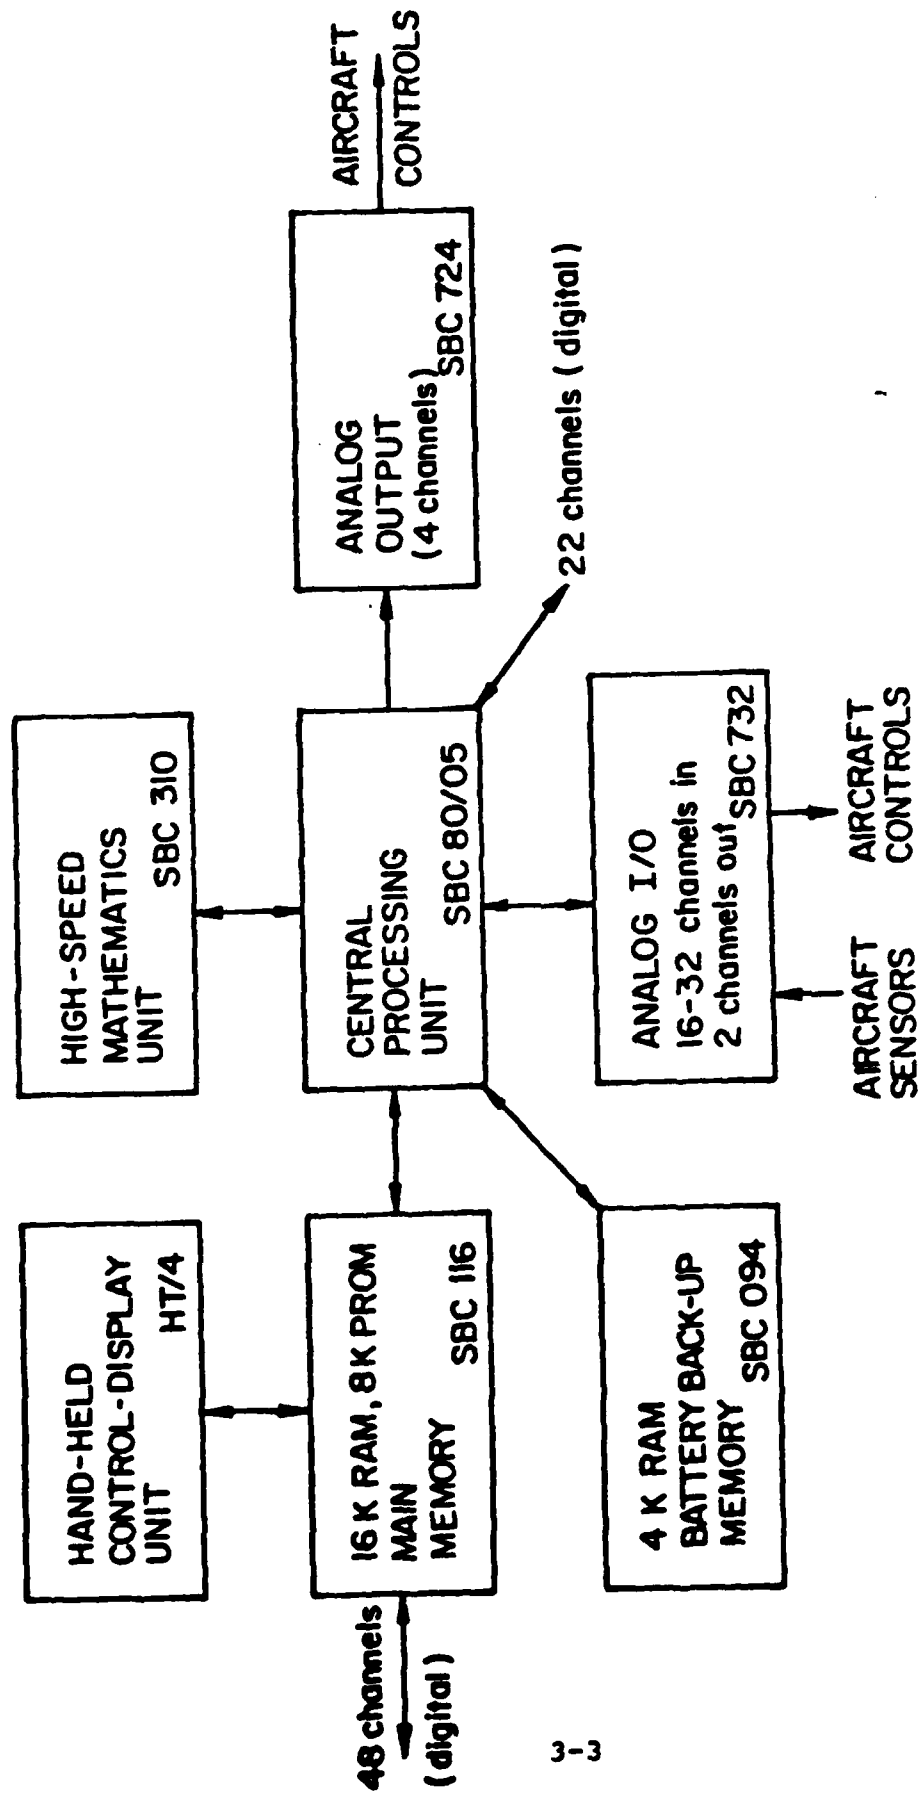 HAND-HELD
CONTROL-DISPLAY
UNIT
HT/4
HIGH-SPEED
MATHEMATICS
UNIT
SBC 310
48 channels
(digital)
16 K RAM, 8K PROM
MAIN
MEMORY
SBC 116
CENTRAL
PROCESSING
UNIT
SBC 80/05
ANALOG
OUTPUT
(4 channels)
SBC 724
AIRCRAFT
CONTROLS
22 channels (digital)
4 K RAM
BATTERY BACK-UP
MEMORY
SBC 094
ANALOG I/O
16-32 channels in
2 channels out
SBC 732
AIRCRAFT
SENSORS
AIRCRAFT
CONTROLS
3-3